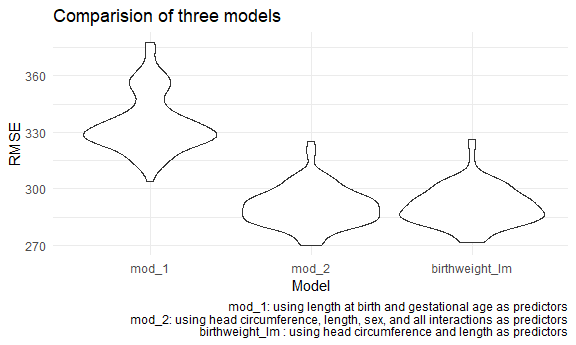 Comparision of three models
360
330
300
270
RMSE
mod_1
mod_2
birthweight_lm
Model
mod_1: using length at birth and gestational age as predictors
mod_2: using head circumference, length, sex, and all interactions as predictors
birthweight_lm : using head circumference and length as predictors